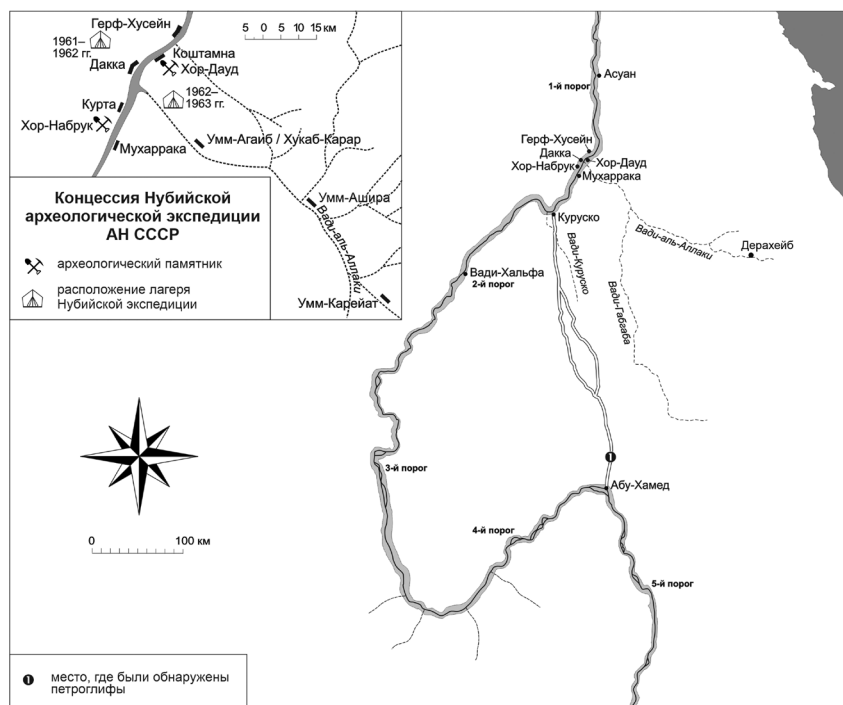 Герф-Хусейн
1961–
1962 гг.
Коштамна
Дакка
Хор-Дауд
1962–
1963 гг.
Курта
Хор-Набрук
Мухаррака
Умм-Агаиб / Хукаб-Карар
Умм-Ашира
Вади-аль-Аллаки
Умм-Карейат
5 0 5 10 15 км
Концессия Нубийской
археологической экспедиции
АН СССР
археологический памятник
расположение лагеря
Нубийской экспедиции
Асуан
1-й порог
Герф-Хусейн
Дакка
Хор-Дауд
Хор-Набрук
Мухаррака
Куруско
Вади-Куруско
Вади-аль-Аллаки
Дерахейб
Вади-Габгаба
Вади-Хальфа
2-й порог
3-й порог
1
Абу-Хамед
4-й порог
5-й порог
0 100 км
1 место, где были обнаружены
петроглифы